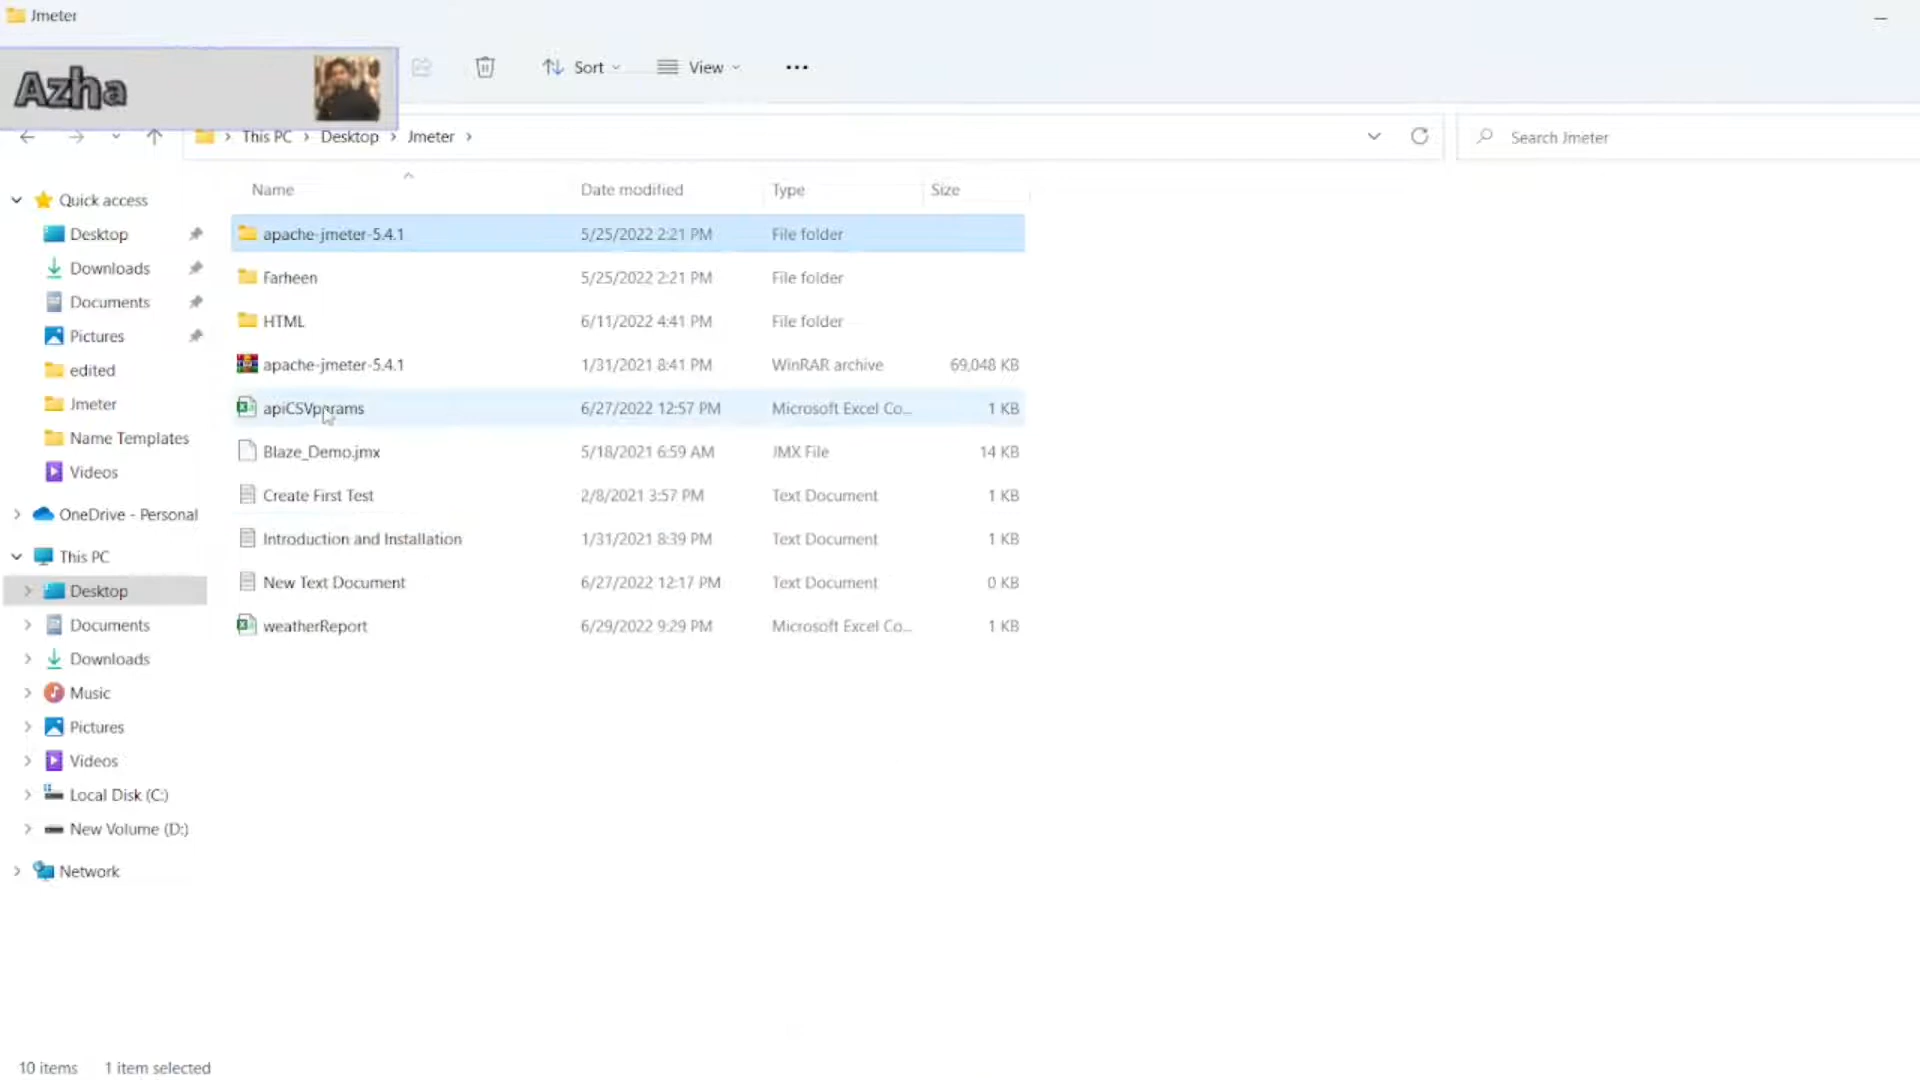 Jmeter
Azha
Sort
View
This PC > Desktop > Jmeter >
Search Jmeter
Name Date modified Type Size
Quick access
Desktop
Downloads
Documents
Pictures
edited
Jmeter
Name Templates
Videos
OneDrive - Personal
This PC
Desktop
Documents
Downloads
Music
Pictures
Videos
Local Disk (C:)
New Volume (D:)
Network
apache-jmeter-5.4.1 5/25/2022 2:21 PM File folder
Farheen 5/25/2022 2:21 PM File folder
HTML 6/11/2022 4:41 PM File folder
apache-jmeter-5.4.1 1/31/2021 8:41 PM WinRAR archive 69,048 KB
apiCSVparams 6/27/2022 12:57 PM Microsoft Excel Co... 1 KB
Blaze_Demo.jmx 5/18/2021 6:59 AM JMX File 14 KB
Create First Test 2/8/2021 3:57 PM Text Document 1 KB
Introduction and Installation 1/31/2021 8:39 PM Text Document 1 KB
New Text Document 6/27/2022 12:17 PM Text Document 0 KB
weatherReport 6/29/2022 9:29 PM Microsoft Excel Co... 1 KB
10 items 1 item selected